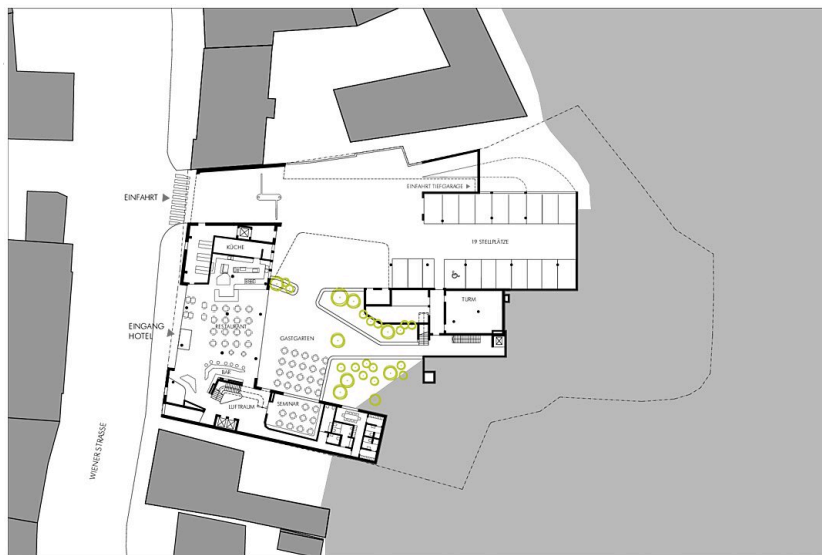 EINFAHRT
EINFAHRT TIEFGARAGE
KÜCHE
19 STELLPLÄTZE
TURM
EINGANG
HOTEL
RESTAURANT
GASTGARTEN
BAR
LUFTRAUM
SEMINAR
WIENER STRASSE